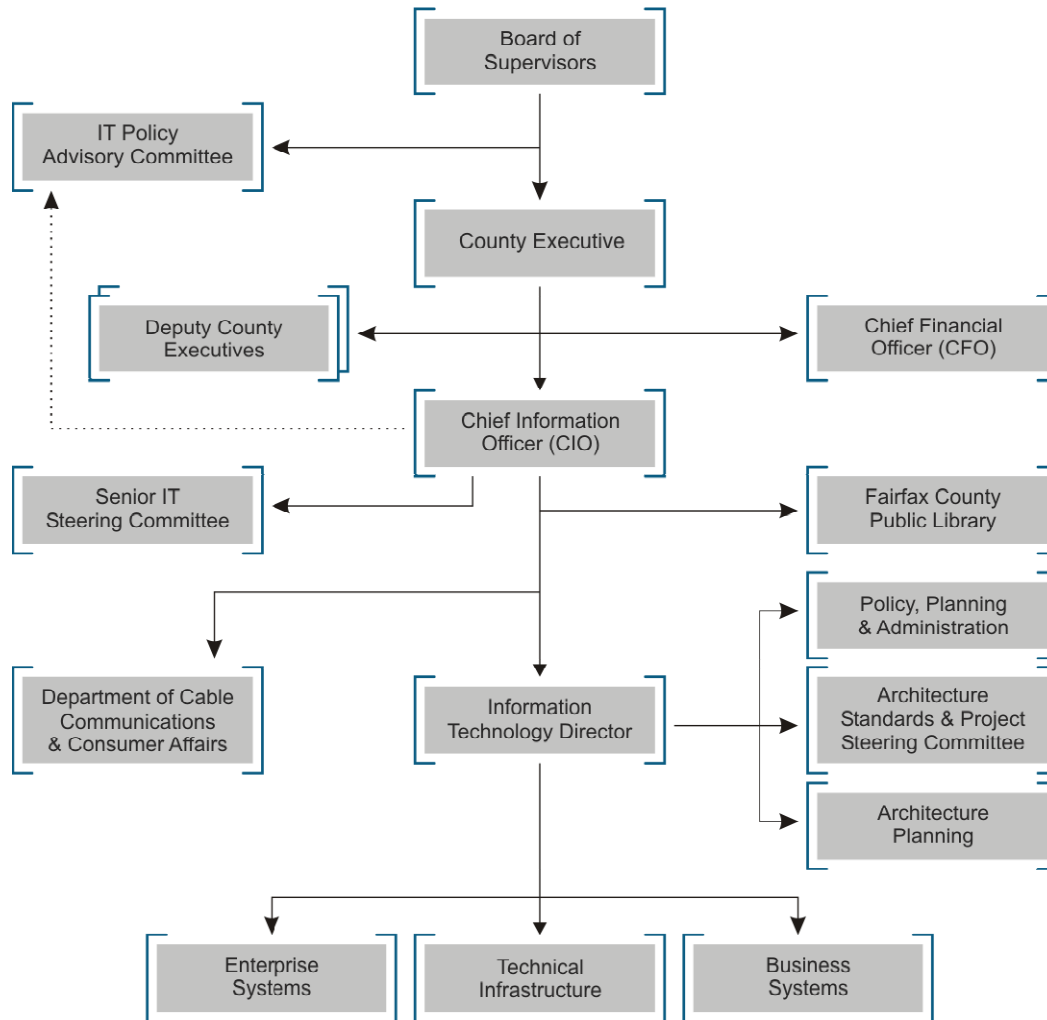 Board of
Supervisors
IT Policy
Advisory Committee
County Executive
Deputy County
Executives
Chief Financial
Officer (CFO)
Chief Information
Officer (CIO)
Senior IT
Steering Committee
Fairfax County
Public Library
Policy, Planning
& Administration
Department of Cable
Communications
& Consumer Affairs
Information
Technology Director
Architecture
Standards & Project
Steering Committee
Architecture
Planning
Enterprise
Systems
Technical
Infrastructure
Business
Systems